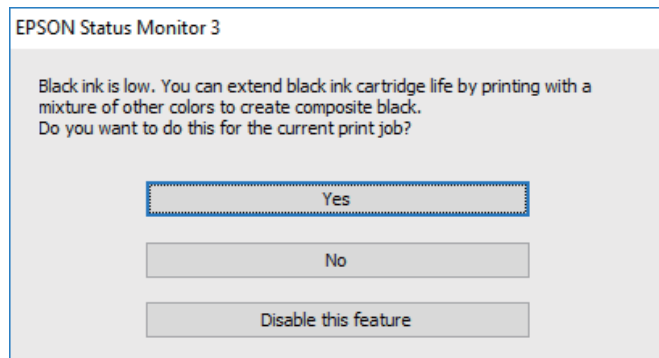 EPSON Status Monitor 3
Black ink is low. You can extend black ink cartridge life by printing with a
mixture of other colors to create composite black.
Do you want to do this for the current print job?
Yes
No
Disable this feature